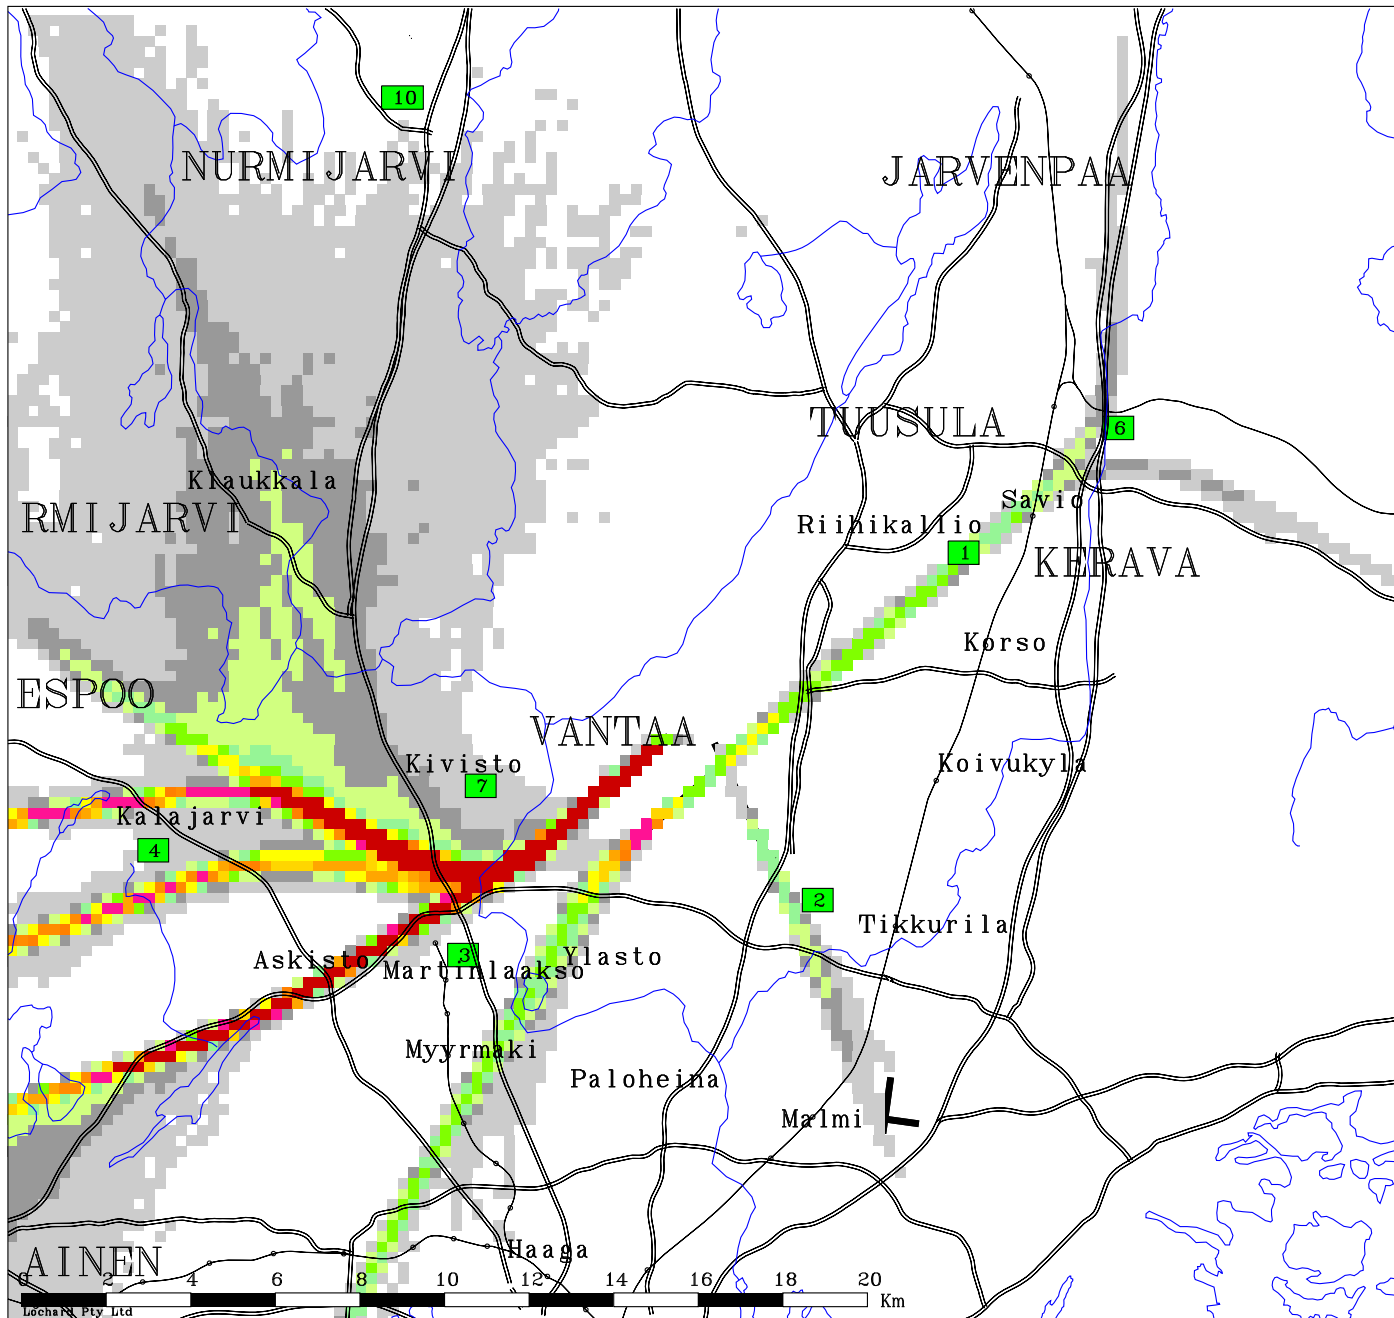 10
NURMIJARVI
JARVENPAA
TUUSULA
6
Klaukkala
Savio
RMIJARVI
Riihikallio
1
KERAVA
Korso
ESPOO
VANTAA
Kivisto
Koivukyla
7
Kalajarvi
4
2
Tikkurila
3
Askisto
Martinlaakso
Ylasto
Myyrmaki
Paloheina
Malmi
Haaga
AINEN
0 2 4 6 8 10 12 14 16 18 20
Km
Lochard Pty Ltd